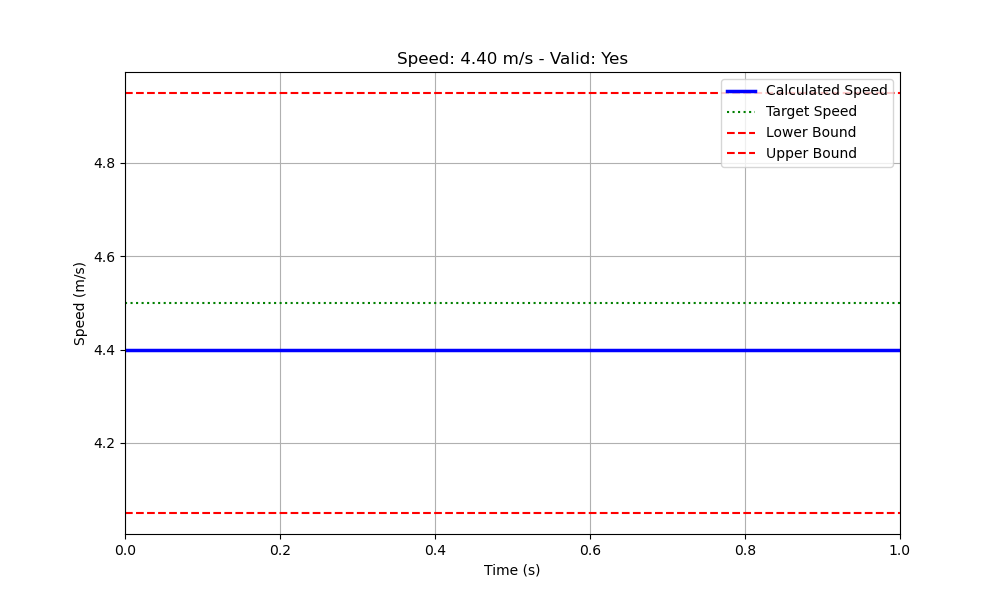 Speed: 4.40 m/s - Valid: Yes
Calculated Speed
Target Speed
Lower Bound
Upper Bound
4.8
4.6
4.4
4.2
Speed (m/s)
0.0 0.2 0.4 0.6 0.8 1.0
Time (s)